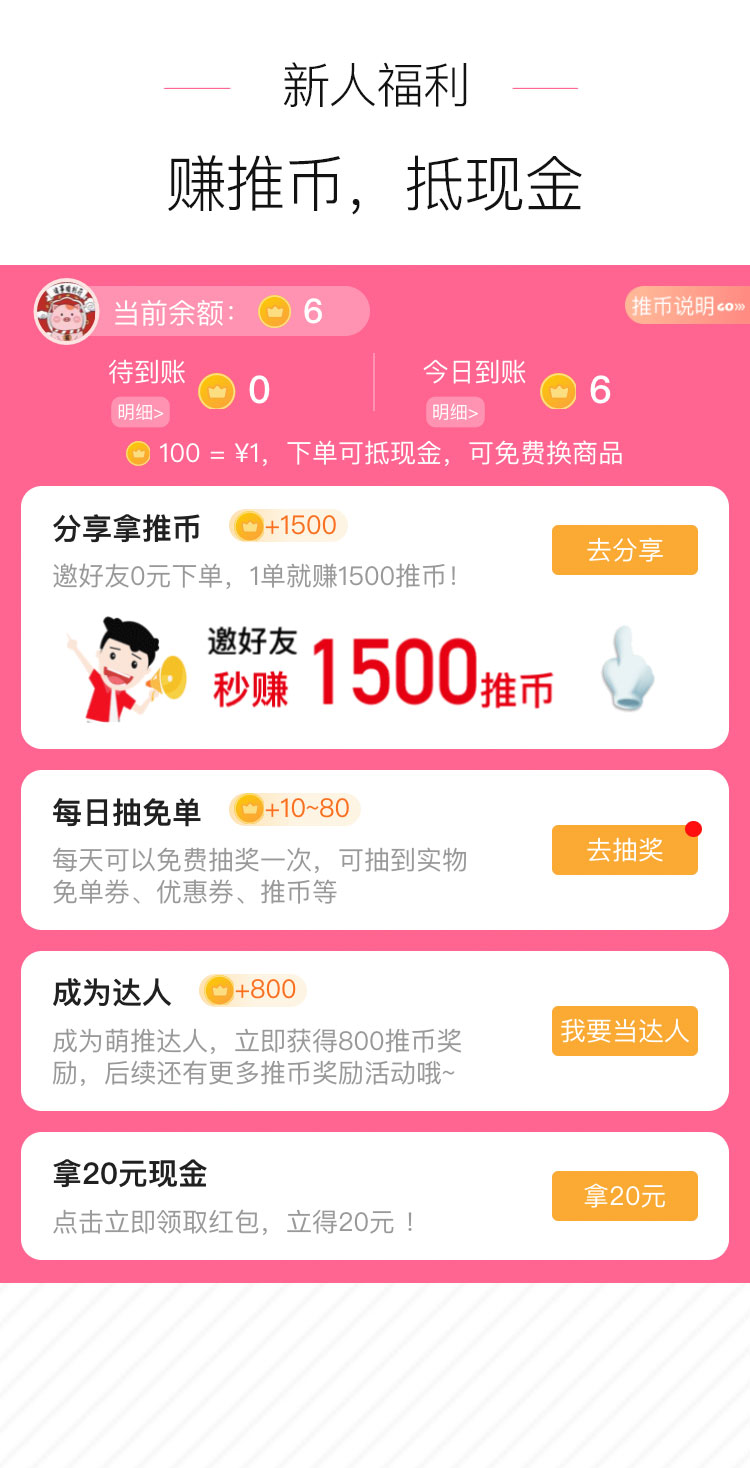 新人福利
赚推币，抵现金
当前余额： 6
推币说明GO»»
待到账 0
明细>
今日到账 6
明细>
100 = ¥1，下单可抵现金，可免费换商品
分享拿推币 +1500
邀好友0元下单，1单就赚1500推币！
去分享
邀好友
秒赚 1500推币
每日抽免单 +10~80
每天可以免费抽奖一次，可抽到实物
免单券、优惠券、推币等
去抽奖
成为达人 +800
成为萌推达人，立即获得800推币奖
励，后续还有更多推币奖励活动哦~
我要当达人
拿20元现金
点击立即领取红包，立得20元 ！
拿20元